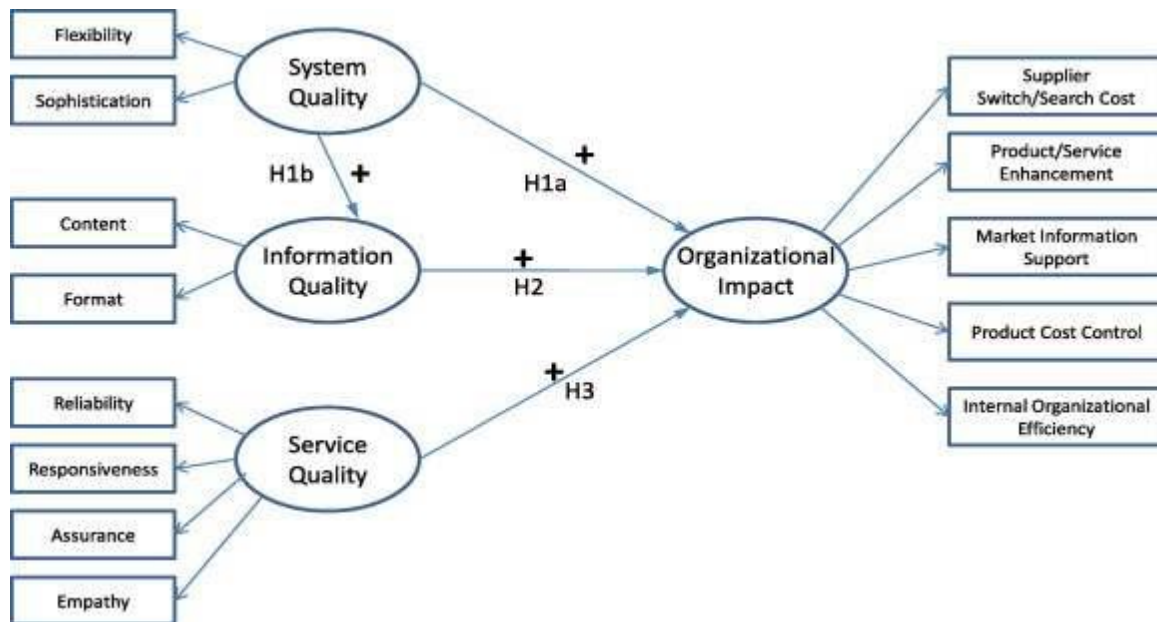 Flexibility
Sophistication
System
Quality
H1b
+
+
H1a
Content
Format
Information
Quality
+
H2
Organizational
Impact
Reliability
Responsiveness
Assurance
Empathy
Service
Quality
+
H3
Supplier
Switch/Search Cost
Product/Service
Enhancement
Market Information
Support
Product Cost Control
Internal Organizational
Efficiency